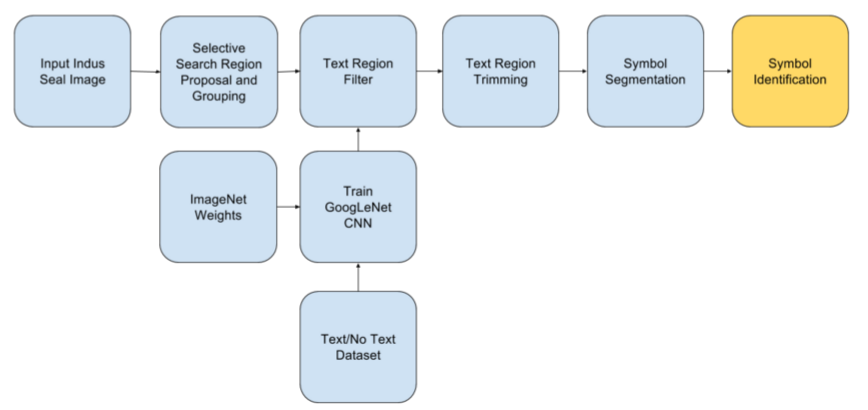 Input Indus
Seal Image
Selective
Search Region
Proposal and
Grouping
Text Region
Filter
Text Region
Trimming
Symbol
Segmentation
Symbol
Identification
ImageNet
Weights
Train
GoogLeNet
CNN
Text/No Text
Dataset